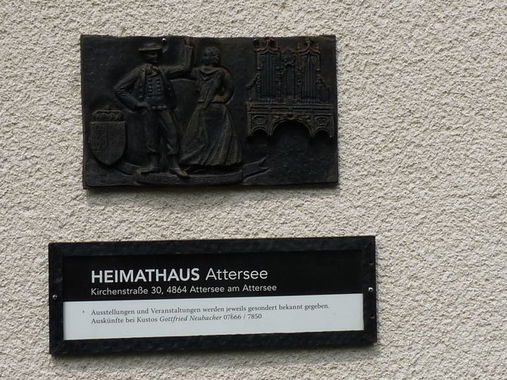 HEIMATHAUS Attersee
Kirchenstraße 30, 4864 Attersee am Attersee
Ausstellungen und Veranstaltungen werden jeweils gesondert bekannt gegeben.
Auskünfte bei Kustos Gottfried Neubacher 07666 / 7850